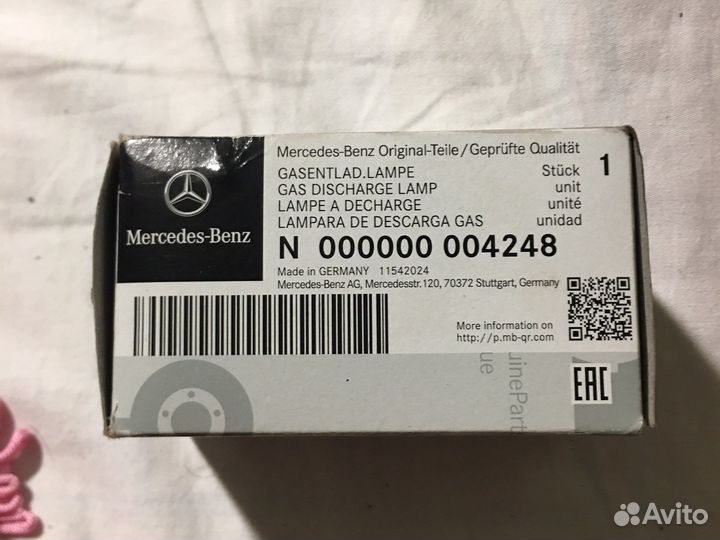 Mercedes-Benz
Mercedes-Benz Original-Teile/Geprüfte Qualität
GASENTLAD.LAMPE Stück 1
GAS DISCHARGE LAMP unit
LAMPE A DECHARGE unité
LAMPARA DE DESCARGA GAS unidad
N 000000 004248
Made in GERMANY 11542024
Mercedes-Benz AG, Mercedesstr.120, 70372 Stuttgart, Germany
More information on
http://p.mb-qr.com
uinePart
ue
EAC
Avito